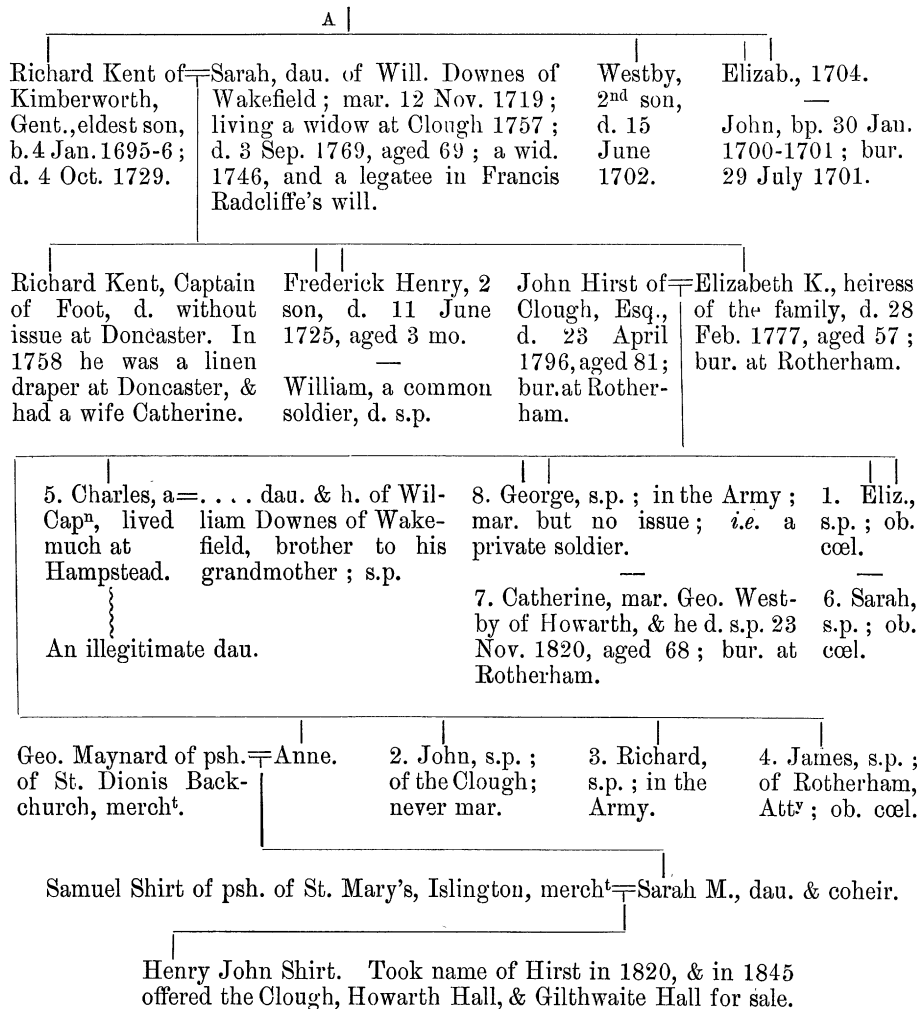 A
Richard Kent of
Kimberworth,
Gent., eldest son,
b. 4 Jan. 1695-6 ;
d. 4 Oct. 1729.
Sarah, dau. of Will. Downes of
Wakefield ; mar. 12 Nov. 1719 ;
living a widow at Clough 1757 ;
d. 3 Sep. 1769, aged 69 ; a wid.
1746, and a legatee in Francis
Radcliffe's will.
Westby,
2nd son,
d. 15
June
1702.
Elizab., 1704.
—
John, bp. 30 Jan.
1700-1701 ; bur.
29 July 1701.
Richard Kent, Captain
of Foot, d. without
issue at Doncaster. In
1758 he was a linen
draper at Doncaster, &
had a wife Catherine.
Frederick Henry, 2
son, d. 11 June
1725, aged 3 mo.
—
William, a common
soldier, d. s.p.
John Hirst of
Clough, Esq.,
d. 23 April
1796, aged 81 ;
bur. at Rother-
ham.
Elizabeth K., heiress
of the family, d. 28
Feb. 1777, aged 57 ;
bur. at Rotherham.
5. Charles, a
Capn, lived
much at
Hampstead.
An illegitimate dau.
=. . . . dau. & h. of Wil-
liam Downes of Wake-
field, brother to his
grandmother ; s.p.
8. George, s.p. ; in the Army ;
mar. but no issue ; i.e. a
private soldier.
—
7. Catherine, mar. Geo. West-
by of Howarth, & he d. s.p. 23
Nov. 1820, aged 68 ; bur. at
Rotherham.
1. Eliz.,
s.p. ; ob.
cœl.
—
6. Sarah,
s.p. ; ob.
cœl.
Geo. Maynard of psh.
of St. Dionis Back-
church, mercht.
Anne.
2. John, s.p. ;
of the Clough ;
never mar.
3. Richard,
s.p. ; in the
Army.
4. James, s.p. ;
of Rotherham,
Atty ; ob. cœl.
Samuel Shirt of psh. of St. Mary's, Islington, mercht=Sarah M., dau. & coheir.
Henry John Shirt. Took name of Hirst in 1820, & in 1845
offered the Clough, Howarth Hall, & Gilthwaite Hall for sale.